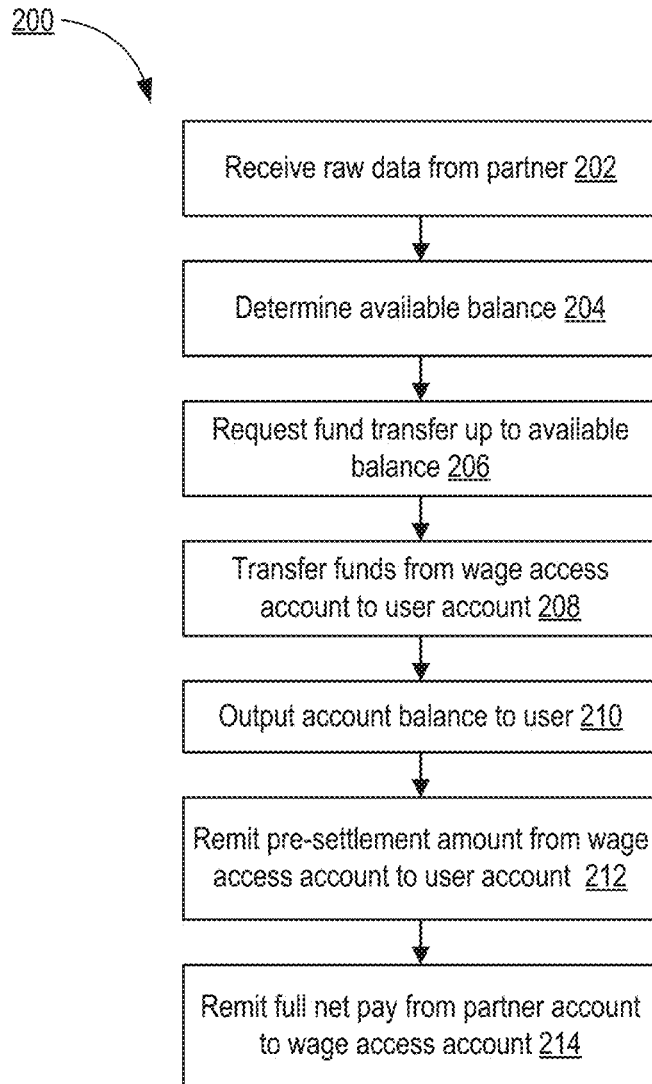 200
Receive raw data from partner 202
Determine available balance 204
Request fund transfer up to available
balance 206
Transfer funds from wage access
account to user account 208
Output account balance to user 210
Remit pre-settlement amount from wage
access account to user account 212
Remit full net pay from partner account
to wage access account 214